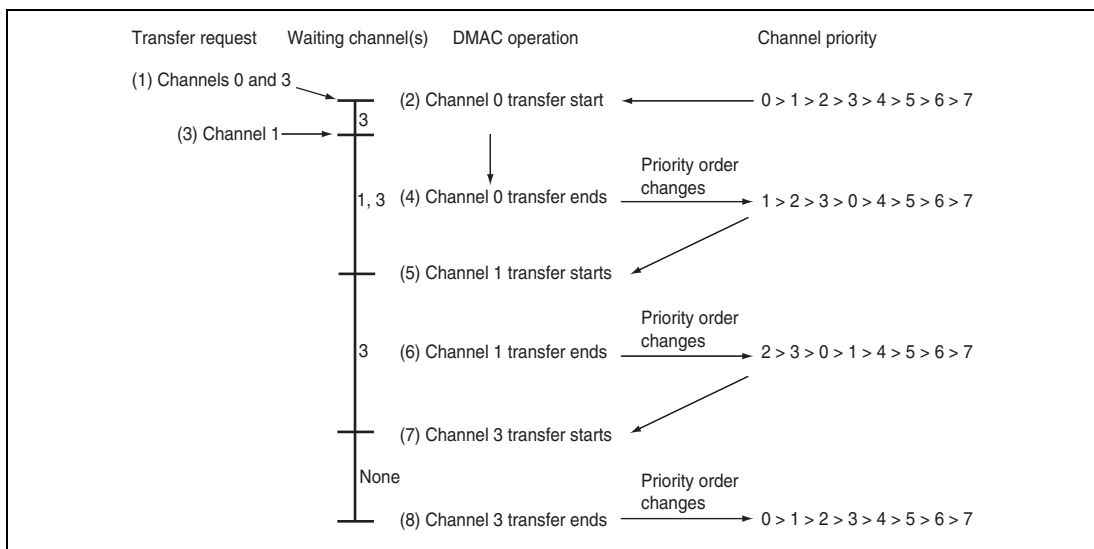 Transfer request Waiting channel(s) DMAC operation Channel priority
(1) Channels 0 and 3
(2) Channel 0 transfer start 0 > 1 > 2 > 3 > 4 > 5 > 6 > 7
3
(3) Channel 1
Priority order
changes
1, 3 (4) Channel 0 transfer ends 1 > 2 > 3 > 0 > 4 > 5 > 6 > 7
(5) Channel 1 transfer starts
Priority order
changes
3 (6) Channel 1 transfer ends 2 > 3 > 0 > 1 > 4 > 5 > 6 > 7
(7) Channel 3 transfer starts
None
Priority order
changes
(8) Channel 3 transfer ends 0 > 1 > 2 > 3 > 4 > 5 > 6 > 7